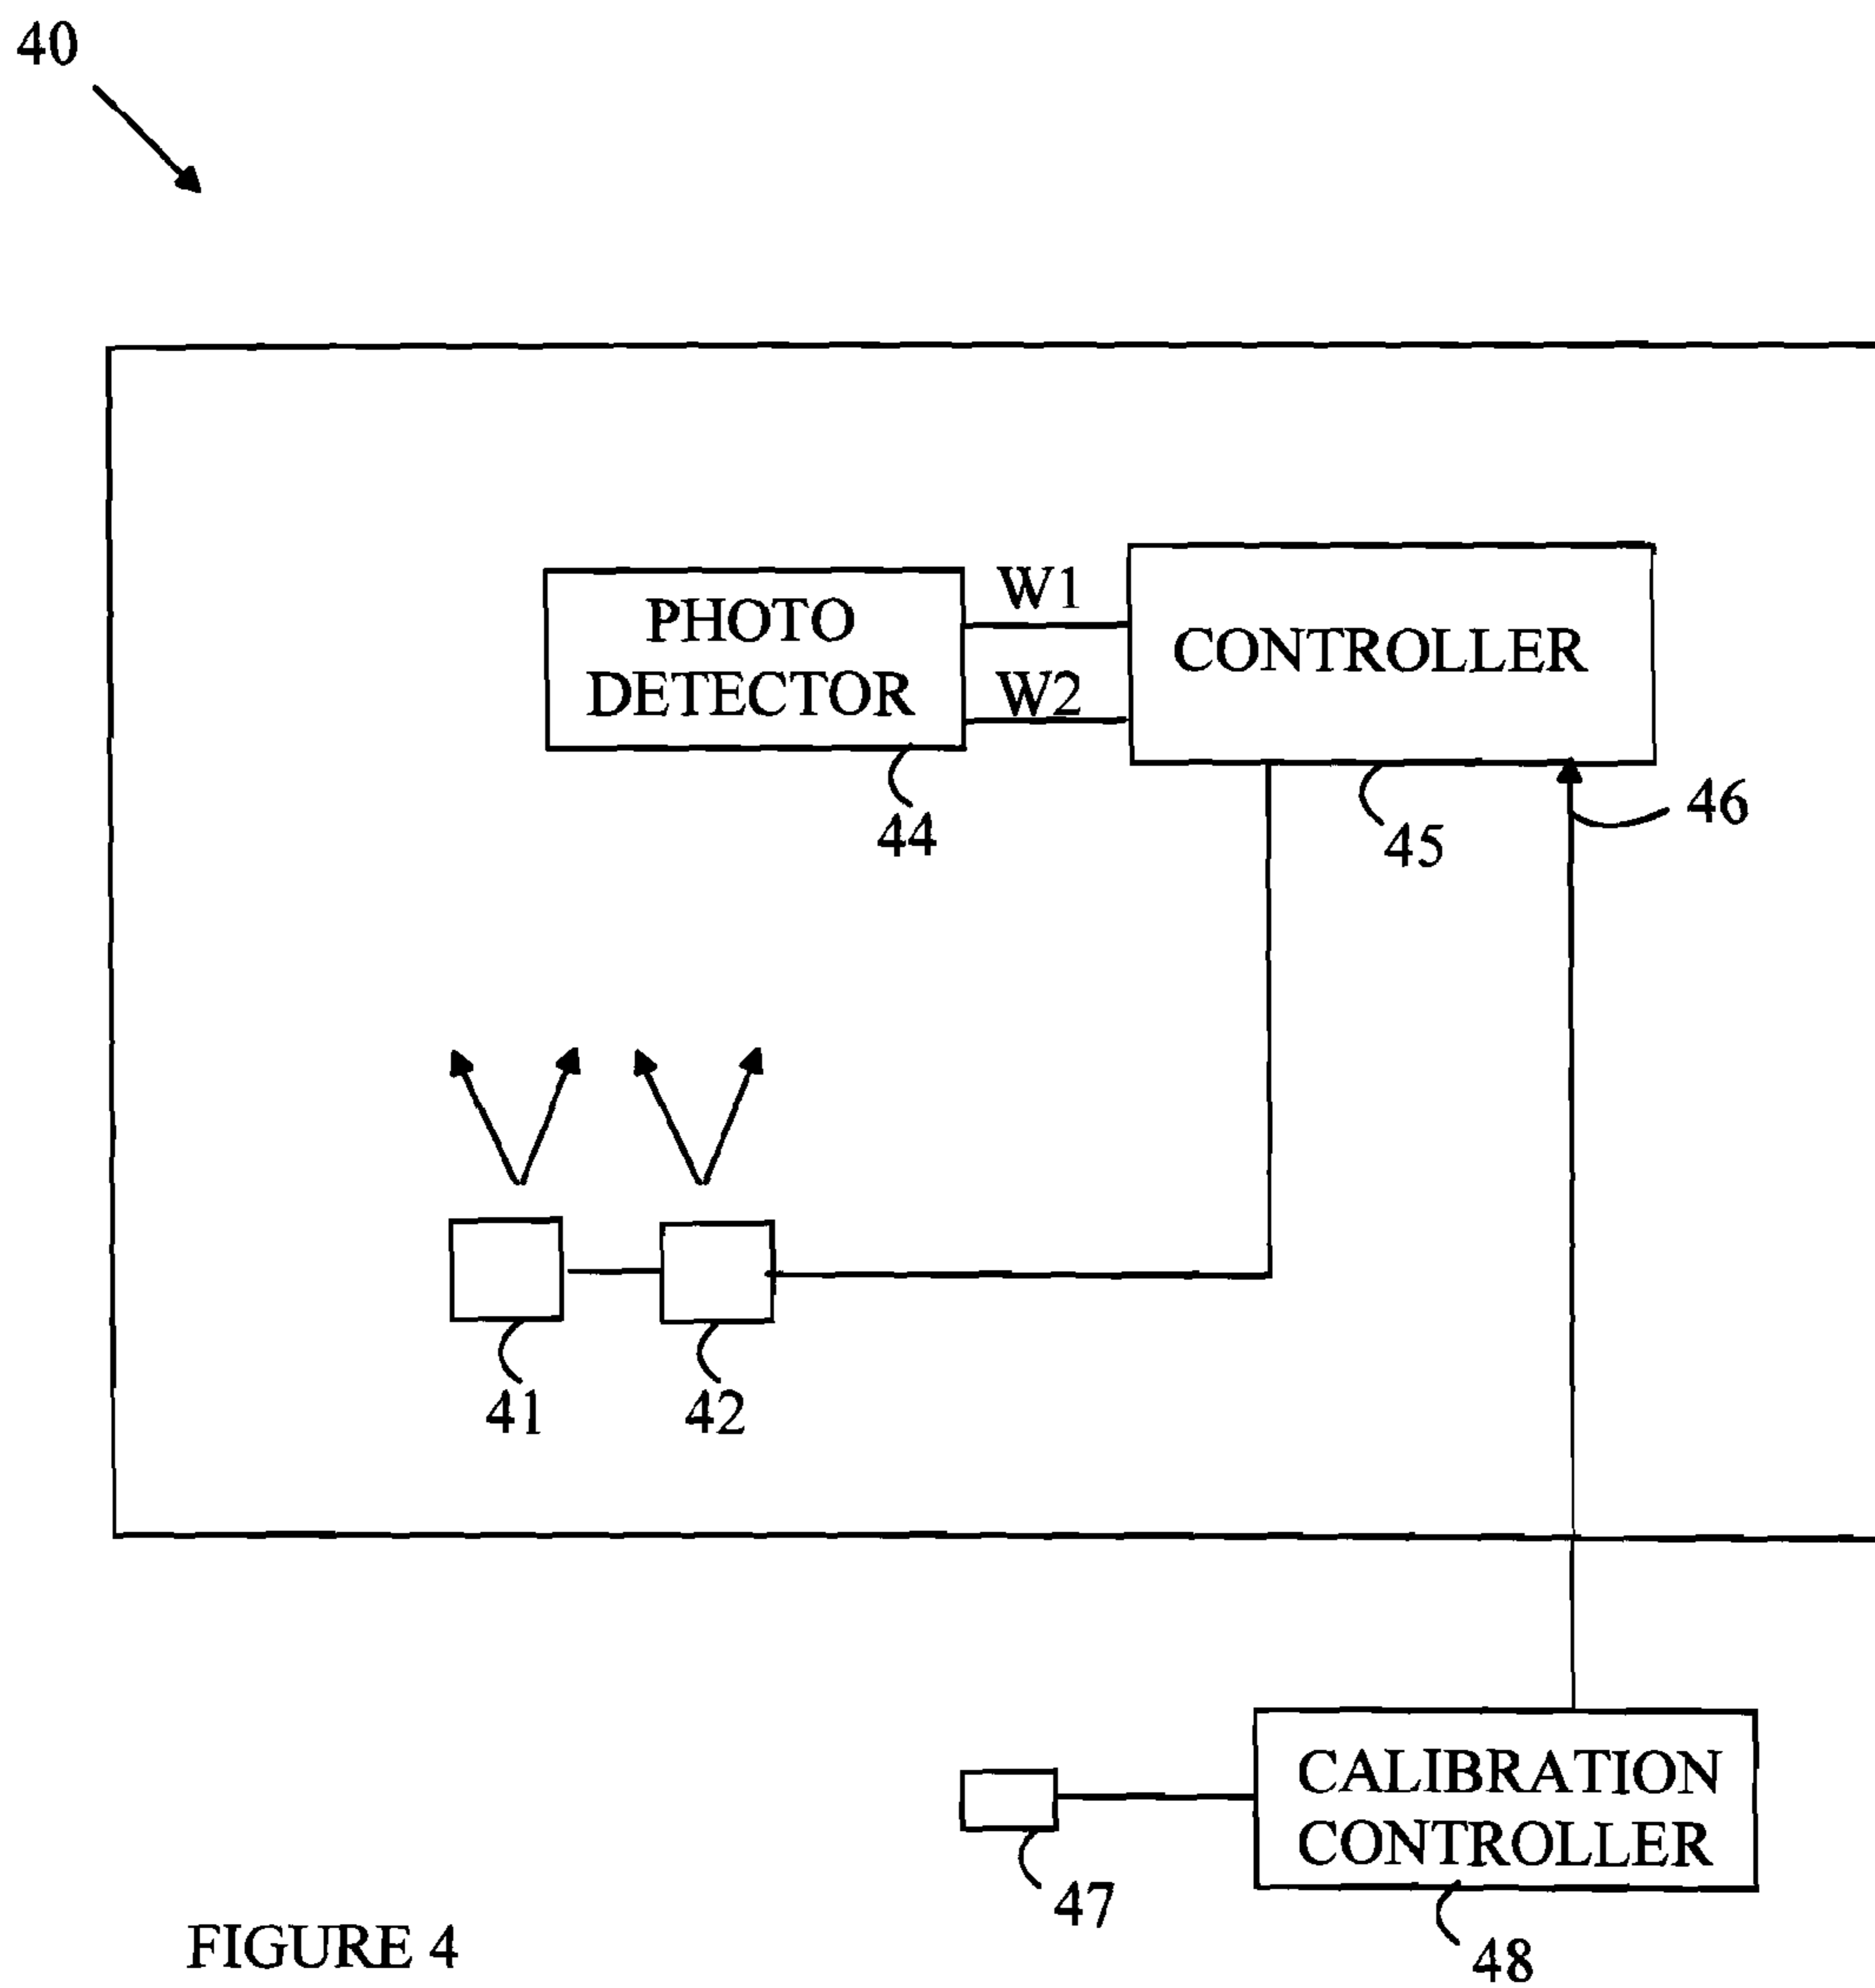 40
PHOTO
DETECTOR
W1
W2
CONTROLLER
44
45
46
41
42
CALIBRATION
CONTROLLER
47
48
FIGURE 4